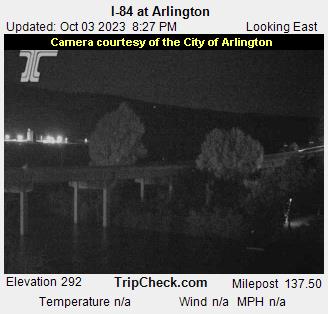 I-84 at Arlington
Updated: Oct 03 2023 8:27 PM Looking East
Camera courtesy of the City of Arlington
Elevation 292 TripCheck.com Milepost 137.50
Temperature n/a Wind n/a MPH n/a